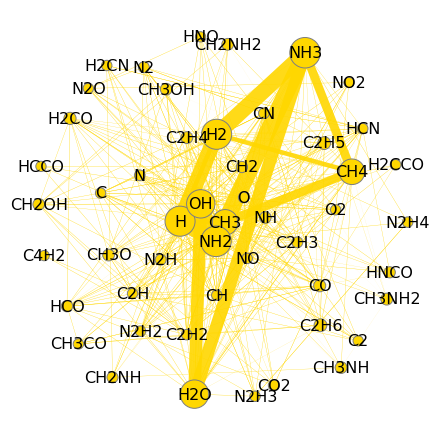 HNO
CH2NH2
NH3
H2CN
N2
NO2
N2O
CH3OH
CN
H2CO
HCN
H2
C2H4
C2H5
HCCO
CH2
H2CCO
CH4
N
C
O
CH2OH
OH
O2
H
CH3
NH
N2H4
NH2
C2H3
C4H2
CH3O
N2H
NO
HNCO
CO
C2H
CH
CH3NH2
HCO
N2H2
C2H2
C2H6
CH3CO
C2
CH3NH
CH2NH
CO2
H2O
N2H3